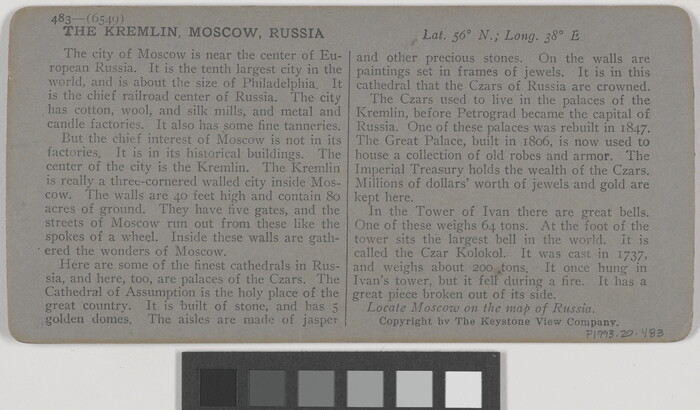 483—(6549)
THE KREMLIN, MOSCOW, RUSSIA
Lat. 56° N.; Long. 38° E
The city of Moscow is near the center of Eu-
ropean Russia. It is the tenth largest city in the
world, and is about the size of Philadelphia. It
is the chief railroad center of Russia. The city
has cotton, wool, and silk mills, and metal and
candle factories. It also has some fine tanneries.
But the chief interest of Moscow is not in its
factories. It is in its historical buildings. The
center of the city is the Kremlin. The Kremlin
is really a three-cornered walled city inside Mos-
cow. The walls are 40 feet high and contain 80
acres of ground. They have five gates, and the
streets of Moscow run out from these like the
spokes of a wheel. Inside these walls are gath-
ered the wonders of Moscow.
Here are some of the finest cathedrals in Rus-
sia, and here, too, are palaces of the Czars. The
Cathedral of Assumption is the holy place of the
great country. It is built of stone, and has 5
golden domes. The aisles are made of jasper
and other precious stones. On the walls are
paintings set in frames of jewels. It is in this
cathedral that the Czars of Russia are crowned.
The Czars used to live in the palaces of the
Kremlin, before Petrograd became the capital of
Russia. One of these palaces was rebuilt in 1847.
The Great Palace, built in 1806, is now used to
house a collection of old robes and armor. The
Imperial Treasury holds the wealth of the Czars.
Millions of dollars' worth of jewels and gold are
kept here.
In the Tower of Ivan there are great bells.
One of these weighs 64 tons. At the foot of the
tower sits the largest bell in the world. It is
called the Czar Kolokol. It was cast in 1737,
and weighs about 200 tons. It once hung in
Ivan's tower, but it fell during a fire. It has a
great piece broken out of its side.
Locate Moscow on the map of Russia.
Copyright by The Keystone View Company.
P1993.20.483